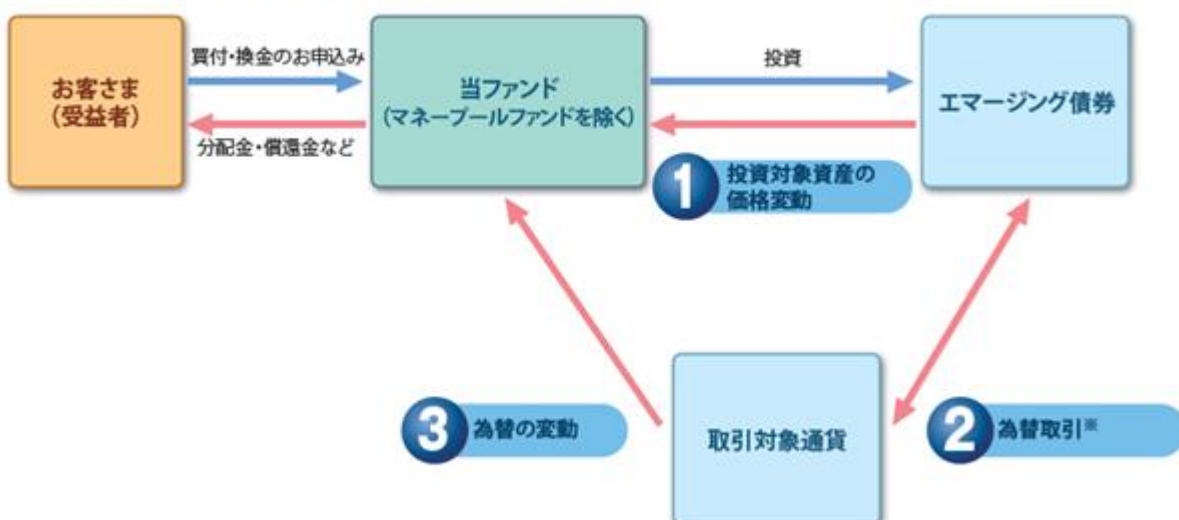 買付・換金のお申込み
お客さま
(受益者)
分配金・償還金など
当ファンド
(マネープールファンドを除く)
投資
エマージング債券
1 投資対象資産の
価格変動
3 為替の変動
取引対象通貨
2 為替取引※